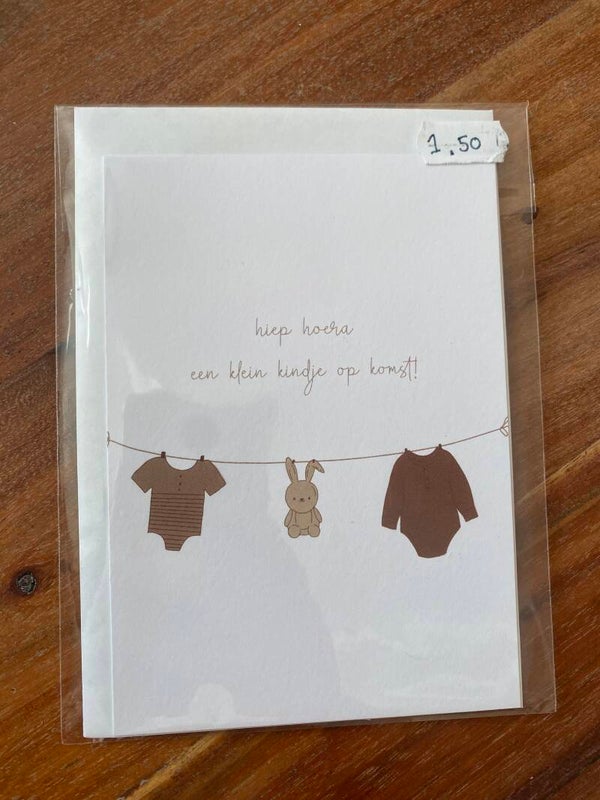 1.50
hiep hoera
een klein kindje op komst!